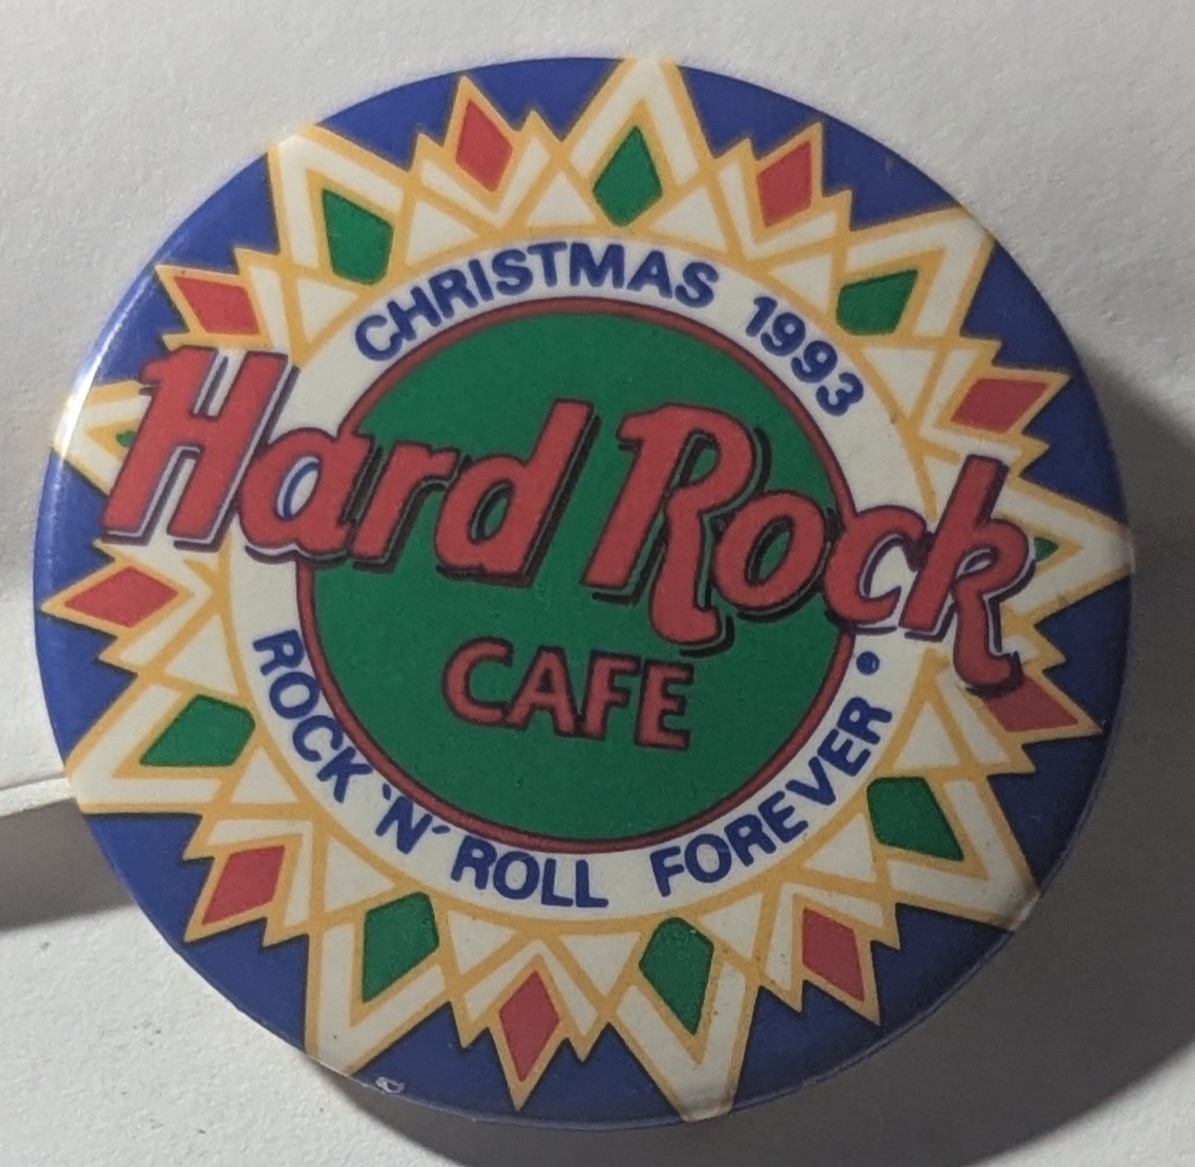 CHRISTMAS 1993
Hard Rock
CAFE
®
ROCK 'N' ROLL FOREVER
©